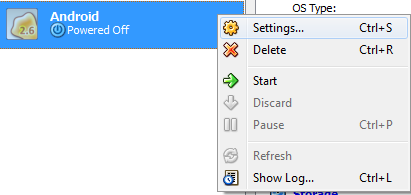 Android
2.6
Powered Off
OS Type:
Settings... Ctrl+S
Delete Ctrl+R
Start
Discard
Pause Ctrl+P
Refresh
Show Log... Ctrl+L
Storage